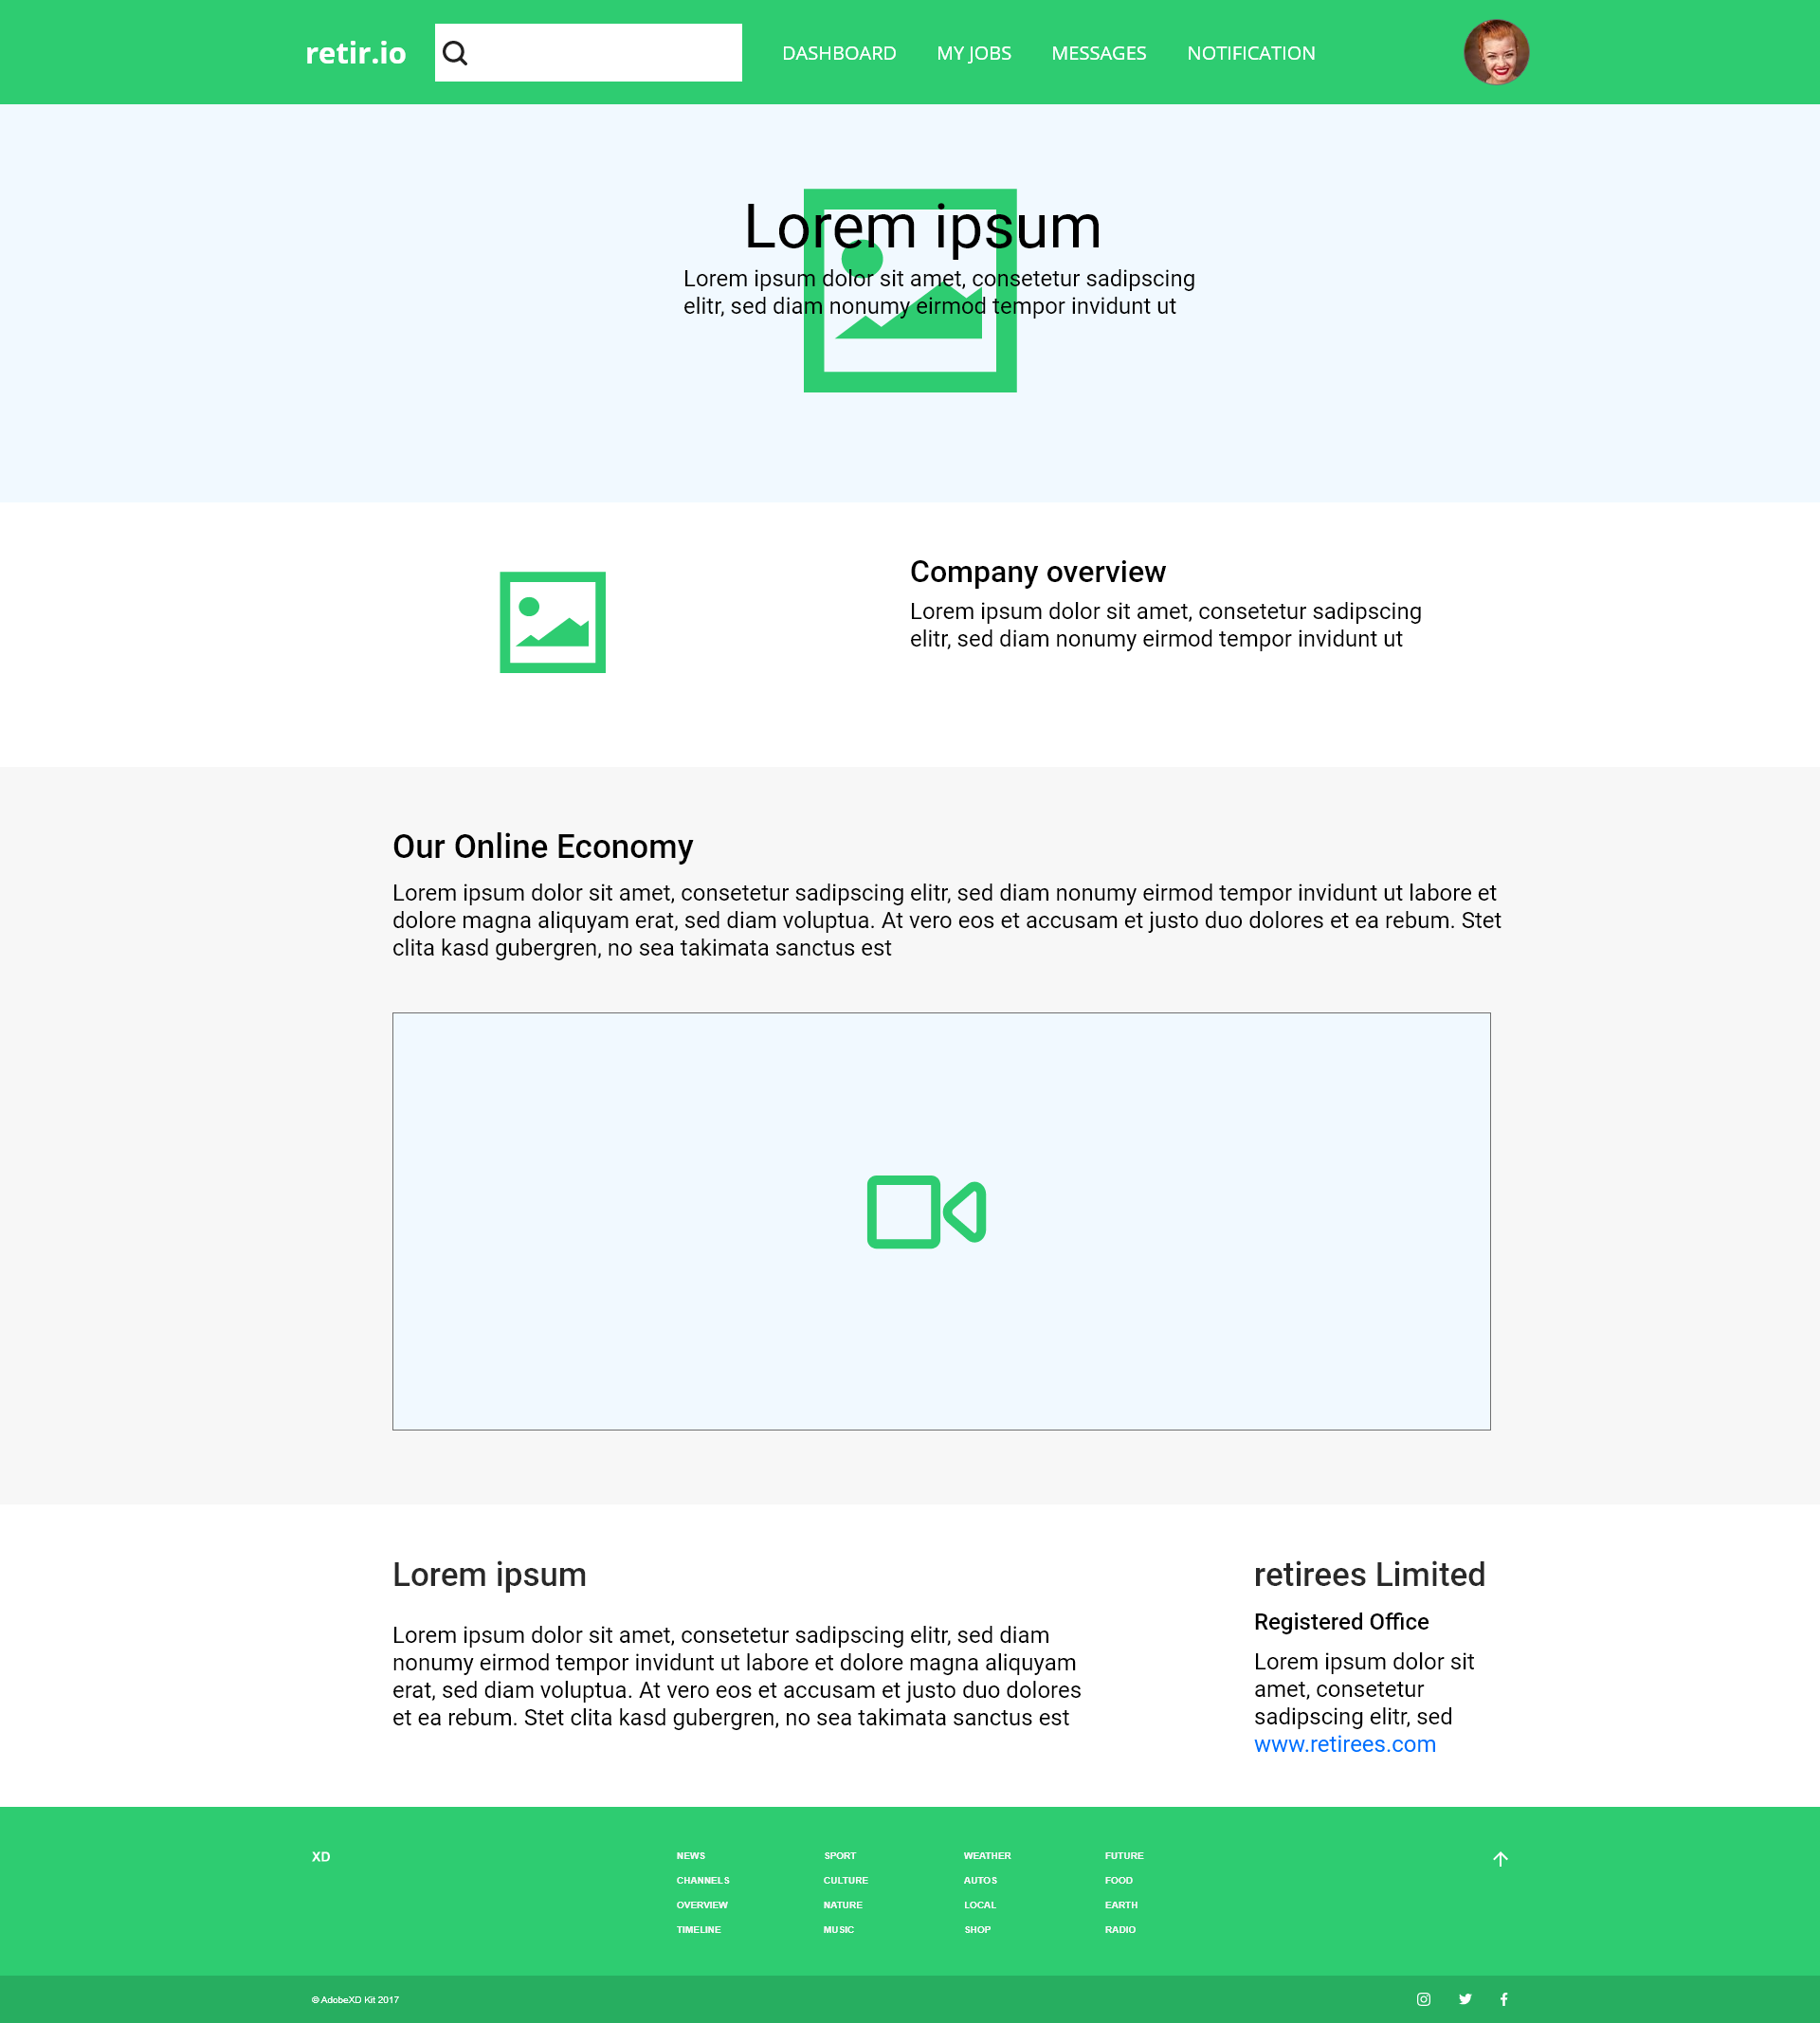 retir.io
DASHBOARD MY JOBS MESSAGES NOTIFICATION
Lorem ipsum
Lorem ipsum dolor sit amet, consetetur sadipscing
elitr, sed diam nonumy eirmod tempor invidunt ut
Company overview
Lorem ipsum dolor sit amet, consetetur sadipscing
elitr, sed diam nonumy eirmod tempor invidunt ut
Our Online Economy
Lorem ipsum dolor sit amet, consetetur sadipscing elitr, sed diam nonumy eirmod tempor invidunt ut labore et
dolore magna aliquyam erat, sed diam voluptua. At vero eos et accusam et justo duo dolores et ea rebum. Stet
clita kasd gubergren, no sea takimata sanctus est
Lorem ipsum
Lorem ipsum dolor sit amet, consetetur sadipscing elitr, sed diam
nonumy eirmod tempor invidunt ut labore et dolore magna aliquyam
erat, sed diam voluptua. At vero eos et accusam et justo duo dolores
et ea rebum. Stet clita kasd gubergren, no sea takimata sanctus est
retirees Limited
Registered Office
Lorem ipsum dolor sit
amet, consetetur
sadipscing elitr, sed
www.retirees.com
XD
NEWS SPORT WEATHER FUTURE
CHANNELS CULTURE AUTOS FOOD
OVERVIEW NATURE LOCAL EARTH
TIMELINE MUSIC SHOP RADIO
© AdobeXD Kit 2017